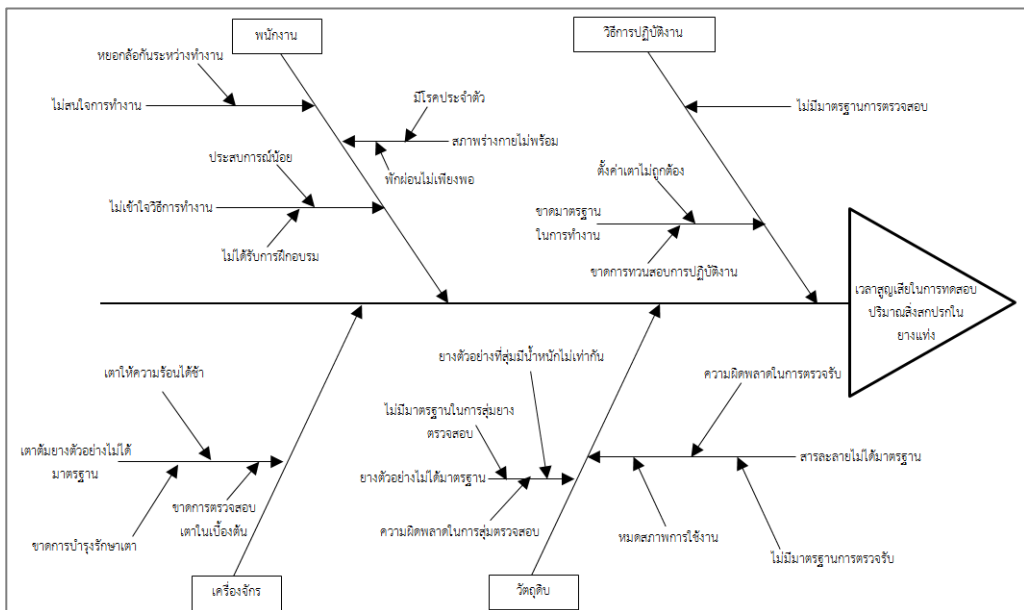 พนักงาน
วิธีการปฏิบัติงาน
หยอกล้อกันระหว่างทำงาน
ไม่สนใจการทำงาน
มีโรคประจำตัว
สภาพร่างกายไม่พร้อม
พักผ่อนไม่เพียงพอ
ประสบการณ์น้อย
ไม่เข้าใจวิธีการทำงาน
ไม่ได้รับการฝึกอบรม
ไม่มีมาตรฐานการตรวจสอบ
ตั้งค่าเตาไม่ถูกต้อง
ขาดมาตรฐาน
ในการทำงาน
ขาดการทวนสอบการปฏิบัติงาน
เวลาสูญเสียในการทดสอบ
ปริมาณสิ่งสกปรกใน
ยางแท่ง
เตาให้ความร้อนได้ช้า
เตาต้มยางตัวอย่างไม่ได้
มาตรฐาน
ขาดการตรวจสอบ
เตาในเบื้องต้น
ขาดการบำรุงรักษาเตา
ยางตัวอย่างที่สุ่มมีน้ำหนักไม่เท่ากัน
ไม่มีมาตรฐานในการสุ่มยาง
ตรวจสอบ
ยางตัวอย่างไม่ได้มาตรฐาน
ความผิดพลาดในการสุ่มตรวจสอบ
ความผิดพลาดในการตรวจรับ
สารละลายไม่ได้มาตรฐาน
หมดสภาพการใช้งาน
ไม่มีมาตรฐานการตรวจรับ
เครื่องจักร
วัตถุดิบ